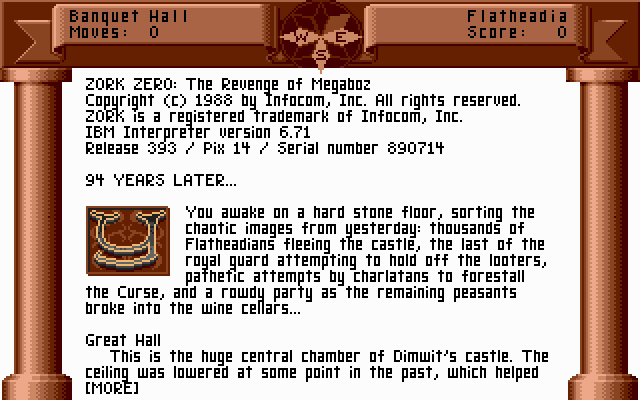 Banquet Hall
Flatheadia
Moves: 0
Score: 0
W E
S
ZORK ZERO: The Revenge of Megaboz
Copyright (c) 1988 by Infocom, Inc. All rights reserved.
ZORK is a registered trademark of Infocom, Inc.
IBM Interpreter version 6.71
Release 393 / Pix 14 / Serial number 890714
94 YEARS LATER...
You awake on a hard stone floor, sorting the
chaotic images from yesterday: thousands of
Flatheadians fleeing the castle, the last of the
royal guard attempting to hold off the looters,
pathetic attempts by charlatans to forestall
the Curse, and a rowdy party as the remaining peasants
broke into the wine cellars...
Great Hall
This is the huge central chamber of Dimwit's castle. The
ceiling was lowered at some point in the past, which helped
[MORE]